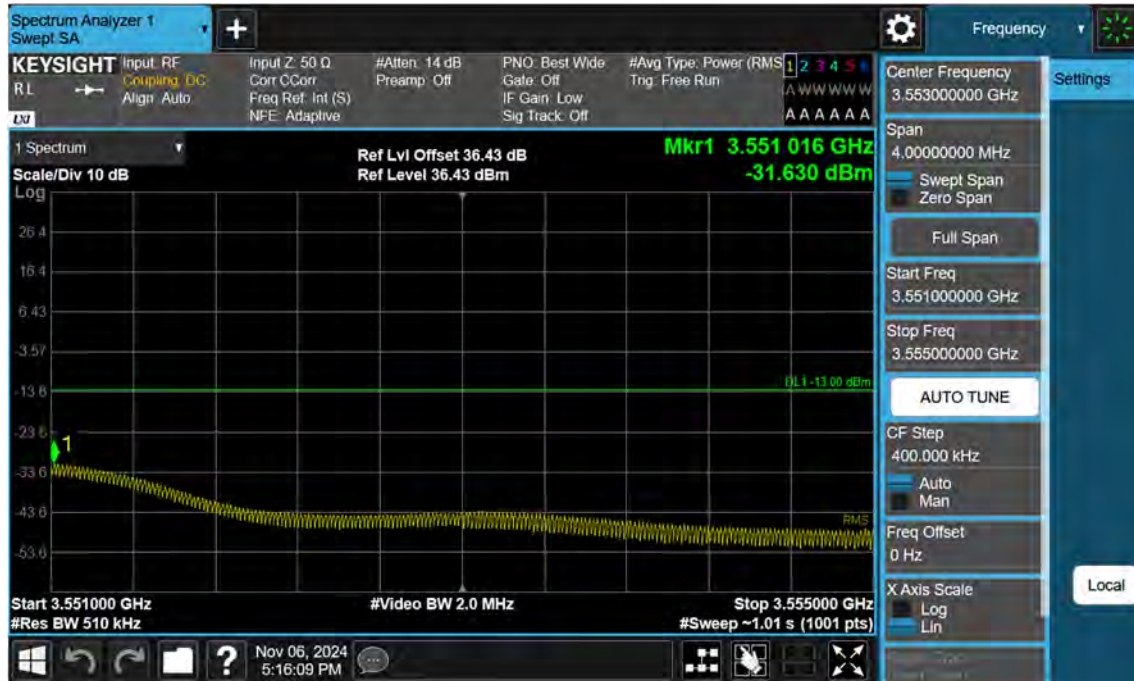 Spectrum Analyzer 1
Swept SA
+
Frequency
KEYSIGHT
RL
LXI
Input: RF
Coupling: DC
Align: Auto
Input Z: 50 Ω
Corr CCorr
Freq Ref: Int (S)
NFE: Adaptive
#Atten: 14 dB
Preamp: Off
PNO: Best Wide
Gate: Off
IF Gain: Low
Sig Track: Off
#Avg Type: Power (RMS
Trig: Free Run
1 2 3 4 5 6
A W W W W W
A A A A A A
1 Spectrum
Scale/Div 10 dB
Log
Ref Lvl Offset 36.43 dB
Ref Level 36.43 dBm
Mkr1 3.551 016 GHz
-31.630 dBm
26.4
16.4
6.43
-3.57
-13.6
-23.6
-33.6
-43.6
-53.6
DL1 -13.00 dBm
1
RMS
Start 3.551000 GHz
#Res BW 510 kHz
#Video BW 2.0 MHz
Stop 3.555000 GHz
#Sweep ~1.01 s (1001 pts)
?
Nov 06, 2024
5:16:09 PM
Center Frequency
3.553000000 GHz
Settings
Span
4.00000000 MHz
Swept Span
Zero Span
Full Span
Start Freq
3.551000000 GHz
Stop Freq
3.555000000 GHz
AUTO TUNE
CF Step
400.000 kHz
Auto
Man
Freq Offset
0 Hz
X Axis Scale
Log
Lin
Local